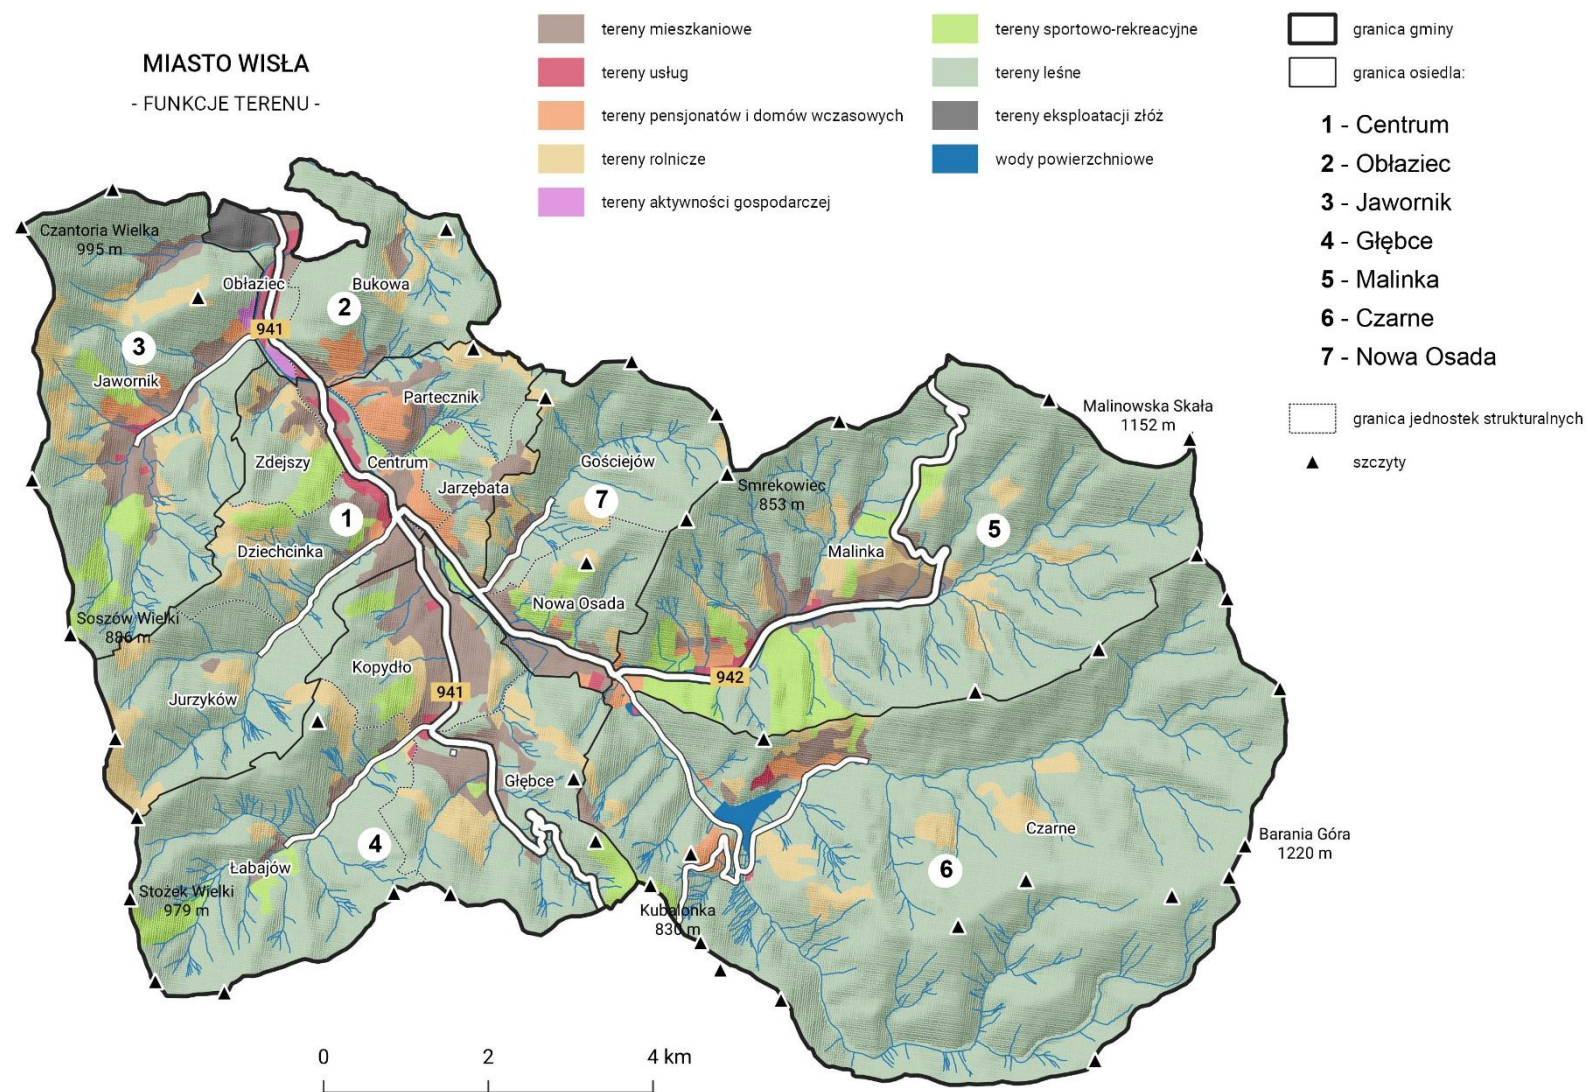 MIASTO WISŁA
- FUNKCJE TERENU -
tereny mieszkaniowe
tereny usług
tereny pensjonatów i domów wczasowych
tereny rolnicze
tereny aktywności gospodarczej
tereny sportowo-rekreacyjne
tereny leśne
tereny eksploatacji złóż
wody powierzchniowe
granica gminy
granica osiedla:
1 - Centrum
2 - Obłaziec
3 - Jawornik
4 - Głębce
5 - Malinka
6 - Czarne
7 - Nowa Osada
granica jednostek strukturalnych
szczyty
Czantoria Wielka
995 m
Obłaziec
Bukowa
2
941
3
Jawornik
Partecznik
Malinowska Skała
1152 m
Zdejszy
Centrum
Gościejów
Jarzębata
7
Smrekowiec
853 m
1
5
Dziechcinka
Malinka
Nowa Osada
Soszów Wielki
886 m
Kopydło
Jurzyków
941
942
Głębce
Czarne
Barania Góra
1220 m
4
Łabajów
6
Stożek Wielki
979 m
Kubalonka
830 m
0
2
4 km